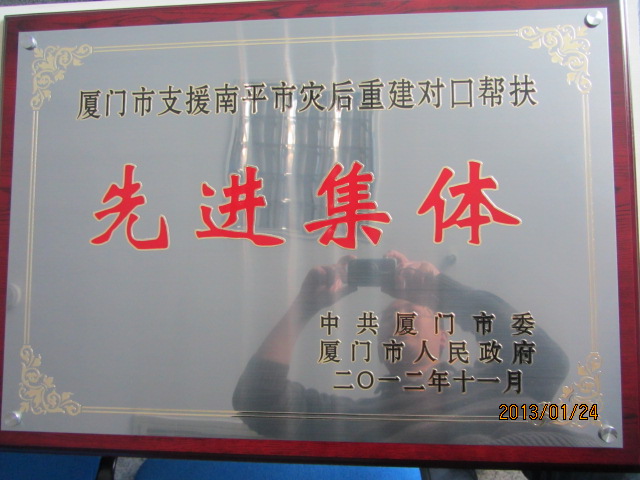 厦门市支援南平市灾后重建对口帮扶
先进集体
中共厦门市委
厦门市人民政府
二〇一二年十一月
2013/01/24